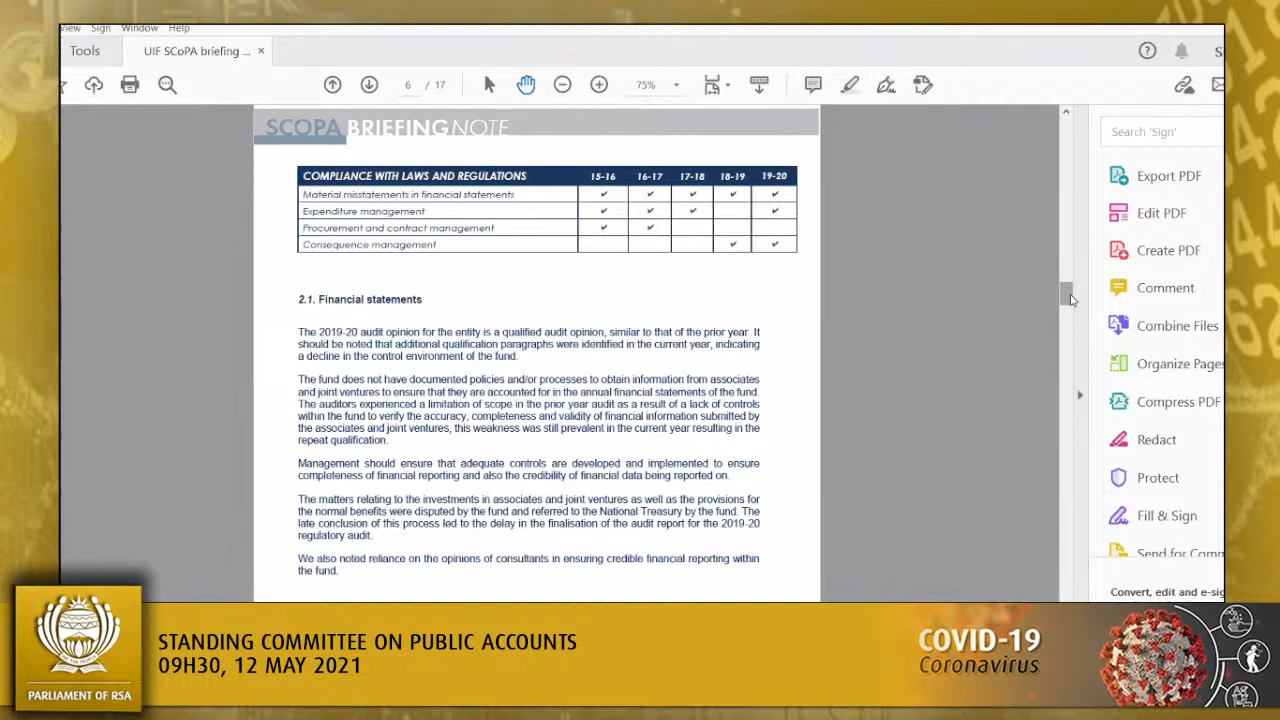 View Sign Window Help
Tools
UIF SCoPA briefing ... ×
6 / 17
75%
SCOPA BRIEFINGNOTE
COMPLIANCE WITH LAWS AND REGULATIONS 15-16 16-17 17-18 18-19 19-20
Material misstatements in financial statements ✓ ✓ ✓ ✓ ✓
Expenditure management ✓ ✓ ✓ ✓
Procurement and contract management ✓ ✓
Consequence management ✓ ✓
2.1. Financial statements
The 2019-20 audit opinion for the entity is a qualified audit opinion, similar to that of the prior year. It
should be noted that additional qualification paragraphs were identified in the current year, indicating
a decline in the control environment of the fund.
The fund does not have documented policies and/or processes to obtain information from associates
and joint ventures to ensure that they are accounted for in the annual financial statements of the fund.
The auditors experienced a limitation of scope in the prior year audit as a result of a lack of controls
within the fund to verify the accuracy, completeness and validity of financial information submitted by
the associates and joint ventures, this weakness was still prevalent in the current year resulting in the
repeat qualification.
Management should ensure that adequate controls are developed and implemented to ensure
completeness of financial reporting and also the credibility of financial data being reported on.
The matters relating to the investments in associates and joint ventures as well as the provisions for
the normal benefits were disputed by the fund and referred to the National Treasury by the fund. The
late conclusion of this process led to the delay in the finalisation of the audit report for the 2019-20
regulatory audit.
We also noted reliance on the opinions of consultants in ensuring credible financial reporting within
the fund.
Search 'Sign'
Export PDF
Edit PDF
Create PDF
Comment
Combine Files
Organize Pages
Compress PDF
Redact
Protect
Fill & Sign
Send for Comm
Convert, edit and e-sig
PARLIAMENT OF RSA
STANDING COMMITTEE ON PUBLIC ACCOUNTS
09H30, 12 MAY 2021
COVID-19
Coronavirus